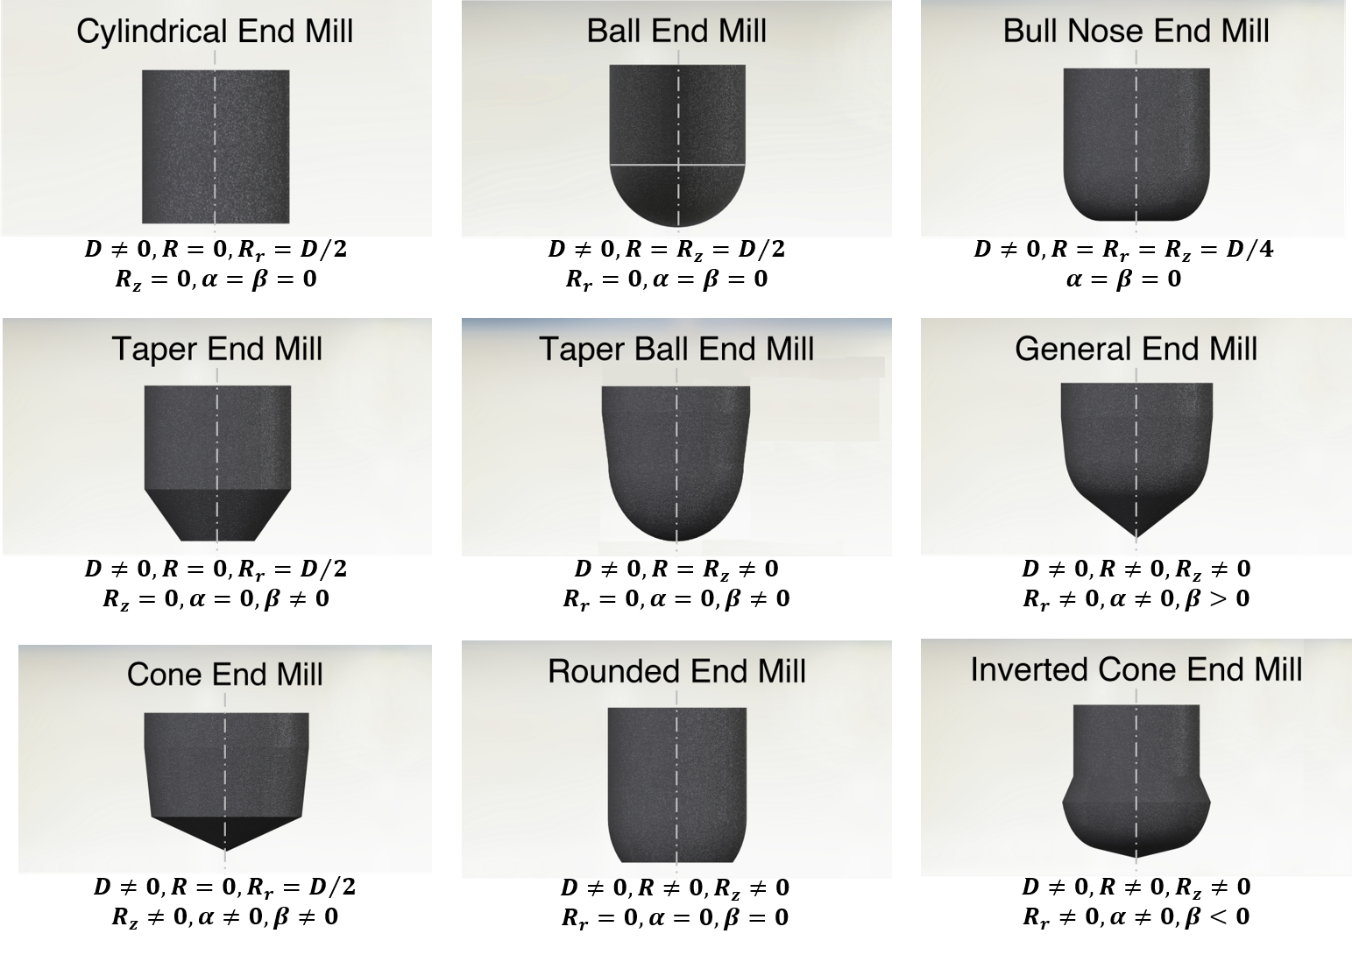 Cylindrical End Mill
Ball End Mill
Bull Nose End Mill
D ≠ 0, R = 0, R_r = D/2
R_z = 0, α = β = 0
D ≠ 0, R = R_z = D/2
R_r = 0, α = β = 0
D ≠ 0, R = R_r = R_z = D/4
α = β = 0
Taper End Mill
Taper Ball End Mill
General End Mill
D ≠ 0, R = 0, R_r = D/2
R_z = 0, α = 0, β ≠ 0
D ≠ 0, R = R_z ≠ 0
R_r = 0, α = 0, β ≠ 0
D ≠ 0, R ≠ 0, R_z ≠ 0
R_r ≠ 0, α ≠ 0, β > 0
Cone End Mill
Rounded End Mill
Inverted Cone End Mill
D ≠ 0, R = 0, R_r = D/2
R_z ≠ 0, α ≠ 0, β ≠ 0
D ≠ 0, R ≠ 0, R_z ≠ 0
R_r = 0, α = 0, β = 0
D ≠ 0, R ≠ 0, R_z ≠ 0
R_r ≠ 0, α ≠ 0, β < 0